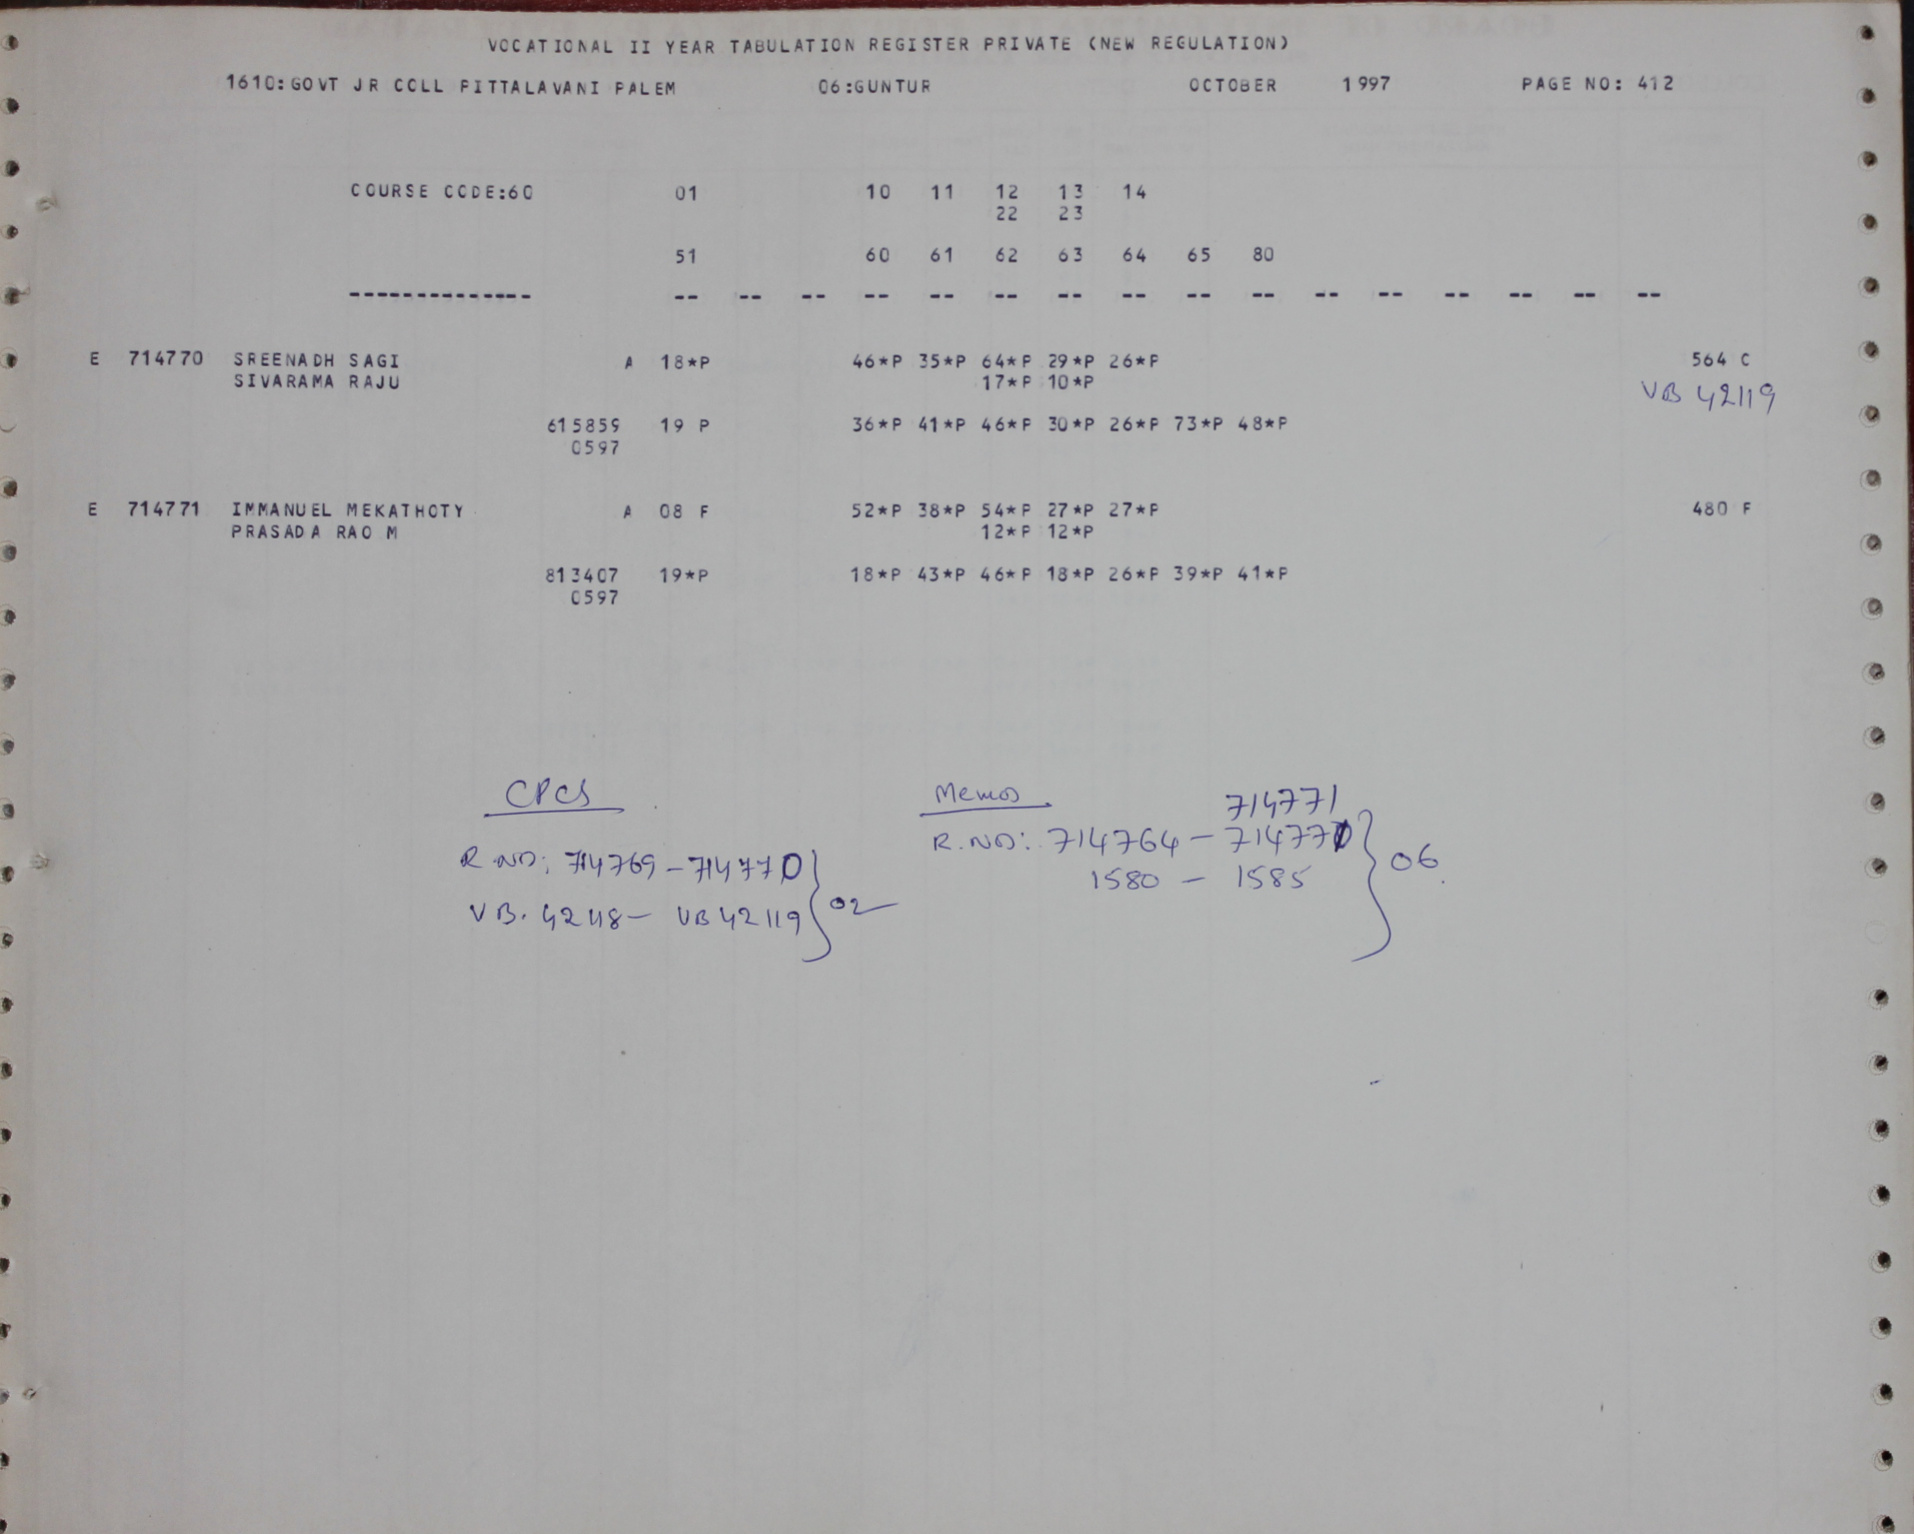 VOCATIONAL II YEAR TABULATION REGISTER PRIVATE (NEW REGULATION)
1610:GOVT JR COLL PITTALAVANI PALEM 06:GUNTUR OCTOBER 1997 PAGE NO: 412
COURSE CODE:60 01 10 11 12 13 14
22 23
51 60 61 62 63 64 65 80
-------------- -- -- -- -- -- -- -- -- -- -- -- -- -- -- -- --
E 714770 SREENADH SAGI A 18*P 46*P 35*P 64*P 29*P 26*P 564 C
SIVARAMA RAJU 17*P 10*P VB 42119
615859 19 P 36*P 41*P 46*P 30*P 26*P 73*P 48*P
0597
E 714771 IMMANUEL MEKATHOTY A 08 F 52*P 38*P 54*P 27*P 27*P 480 F
PRASADA RAO M 12*P 12*P
813407 19*P 18*P 43*P 46*P 18*P 26*P 39*P 41*P
0597
CPCS
R.NO: 714769-714770
VB. 42118- VB 42119 } 02
Memos
714771
R.NO: 714764-714770
1580 - 1585 } 06